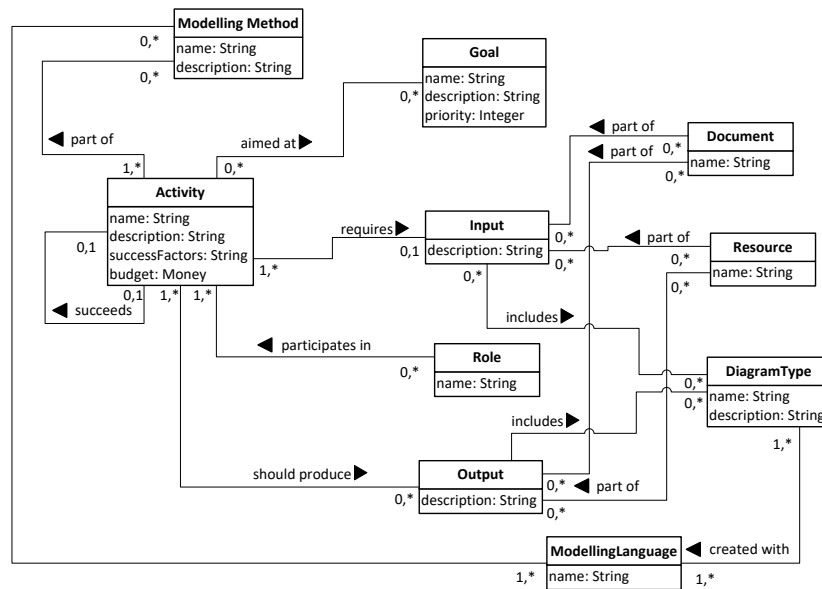 Modelling Method
name: String
description: String
0,*
0,*
part of
1,*
Goal
name: String
description: String
priority: Integer
0,*
aimed at
0,*
Activity
name: String
description: String
successFactors: String
budget: Money
0,1
0,1
succeeds
1,*
1,*
1,*
requires
0,1
Input
description: String
0,*
0,*
0,*
part of
part of
Document
name: String
0,*
0,*
part of
Resource
name: String
0,*
0,*
includes
participates in
0,*
Role
name: String
DiagramType
name: String
description: String
0,*
0,*
1,*
includes
should produce
0,*
Output
description: String
0,*
0,*
part of
ModellingLanguage
name: String
1,*
1,*
created with